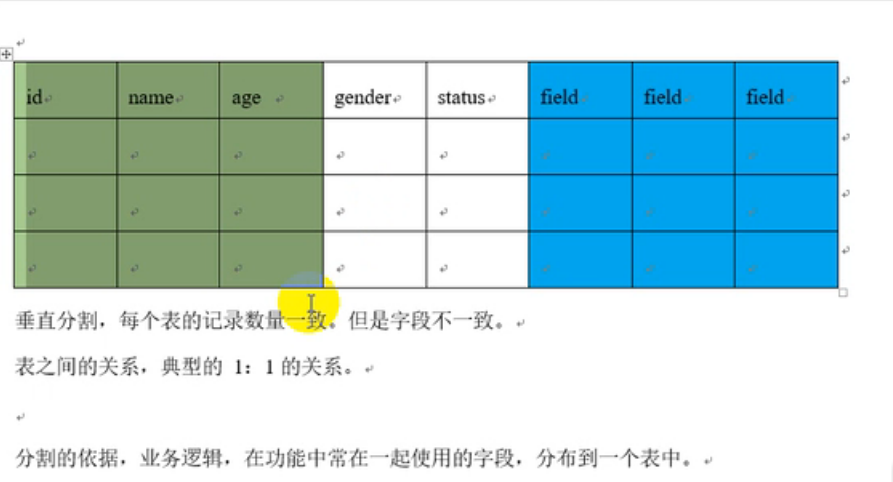 id name age gender status field field field
垂直分割，每个表的记录数量一致。但是字段不一致。
表之间的关系，典型的 1：1 的关系。
分割的依据，业务逻辑，在功能中常在一起使用的字段，分布到一个表中。